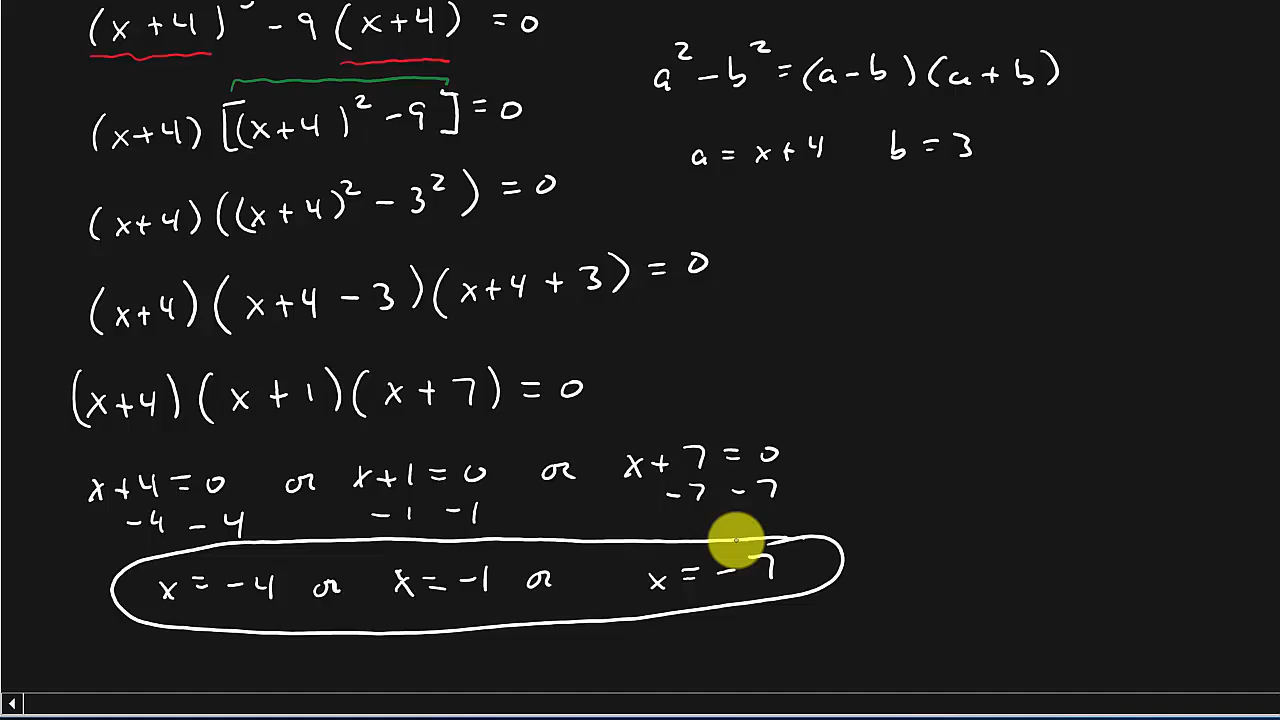 (x+4)³ - 9(x+4) = 0
(x+4)[(x+4)² - 9] = 0
(x+4)((x+4)² - 3²) = 0
(x+4)(x+4-3)(x+4+3) = 0
(x+4)(x+1)(x+7) = 0
x+4=0 or x+1=0 or x+7=0
-4 -4 -1 -1 -7 -7
x = -4 or x = -1 or x = -7
a² - b² = (a-b)(a+b)
a = x+4 b = 3